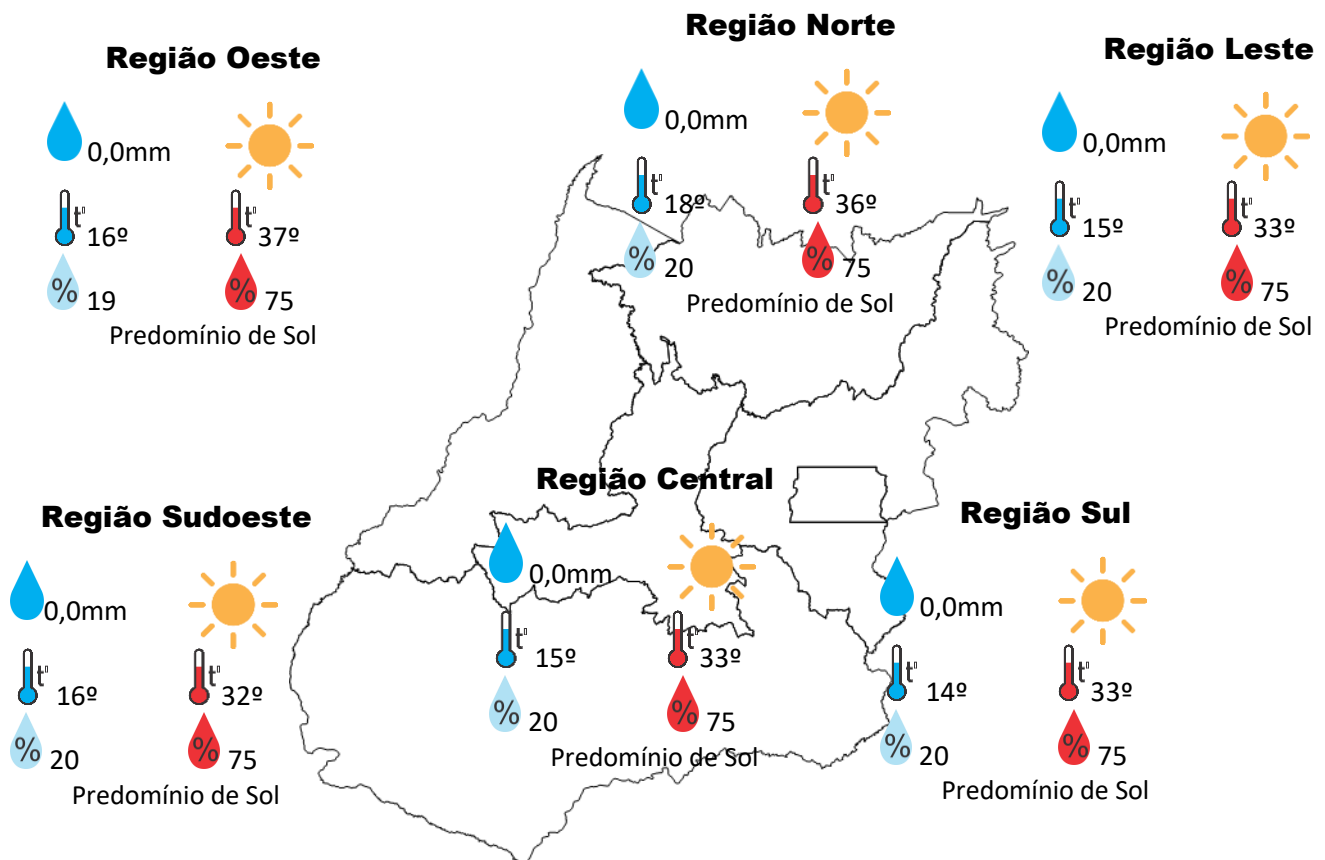 Região Oeste
0,0mm
t°
16º
t°
37º
%
19
%
75
Predomínio de Sol
Região Norte
0,0mm
t°
18º
t°
36º
%
20
%
75
Predomínio de Sol
Região Leste
0,0mm
t°
15º
t°
33º
%
20
%
75
Predomínio de Sol
Região Sudoeste
0,0mm
t°
16º
t°
32º
%
20
%
75
Predomínio de Sol
Região Central
0,0mm
t°
15º
t°
33º
%
20
%
75
Predomínio de Sol
Região Sul
0,0mm
t°
14º
t°
33º
%
20
%
75
Predomínio de Sol